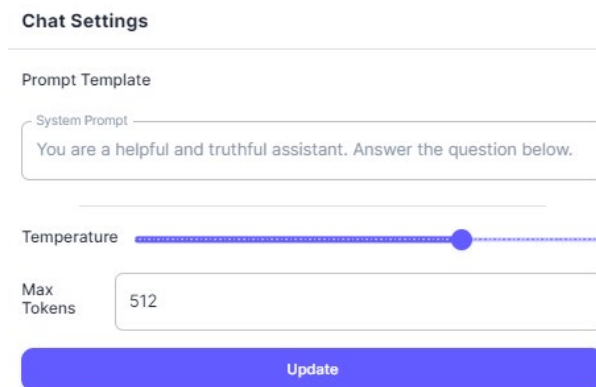 Chat Settings
Prompt Template
System Prompt
You are a helpful and truthful assistant. Answer the question below.
Temperature
Max
Tokens
512
Update